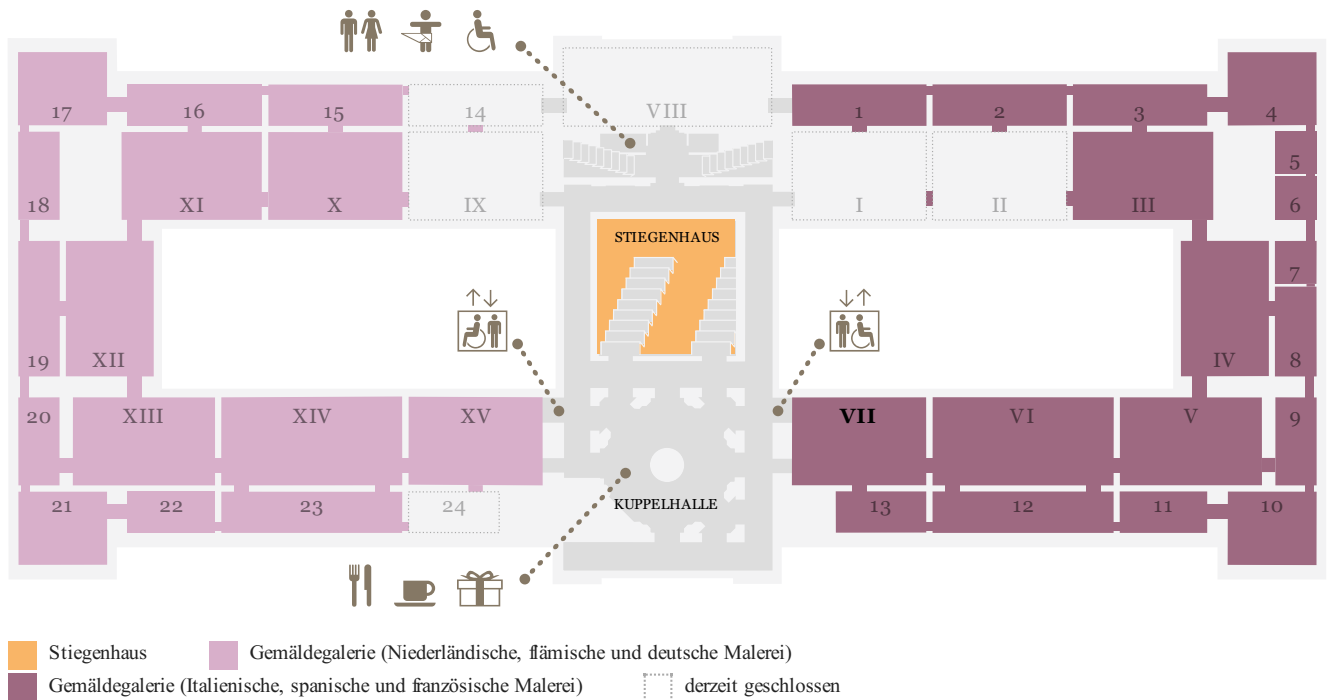 17 16 15 14 VIII 1 2 3 4
5
18 XI X IX I II III 6
STIEGENHAUS
7
19 XII IV 8
20 XIII XIV XV VII VI V 9
21 22 23 24 KUPPELHALLE 13 12 11 10
Stiegenhaus
Gemäldegalerie (Niederländische, flämische und deutsche Malerei)
Gemäldegalerie (Italienische, spanische und französische Malerei)
derzeit geschlossen